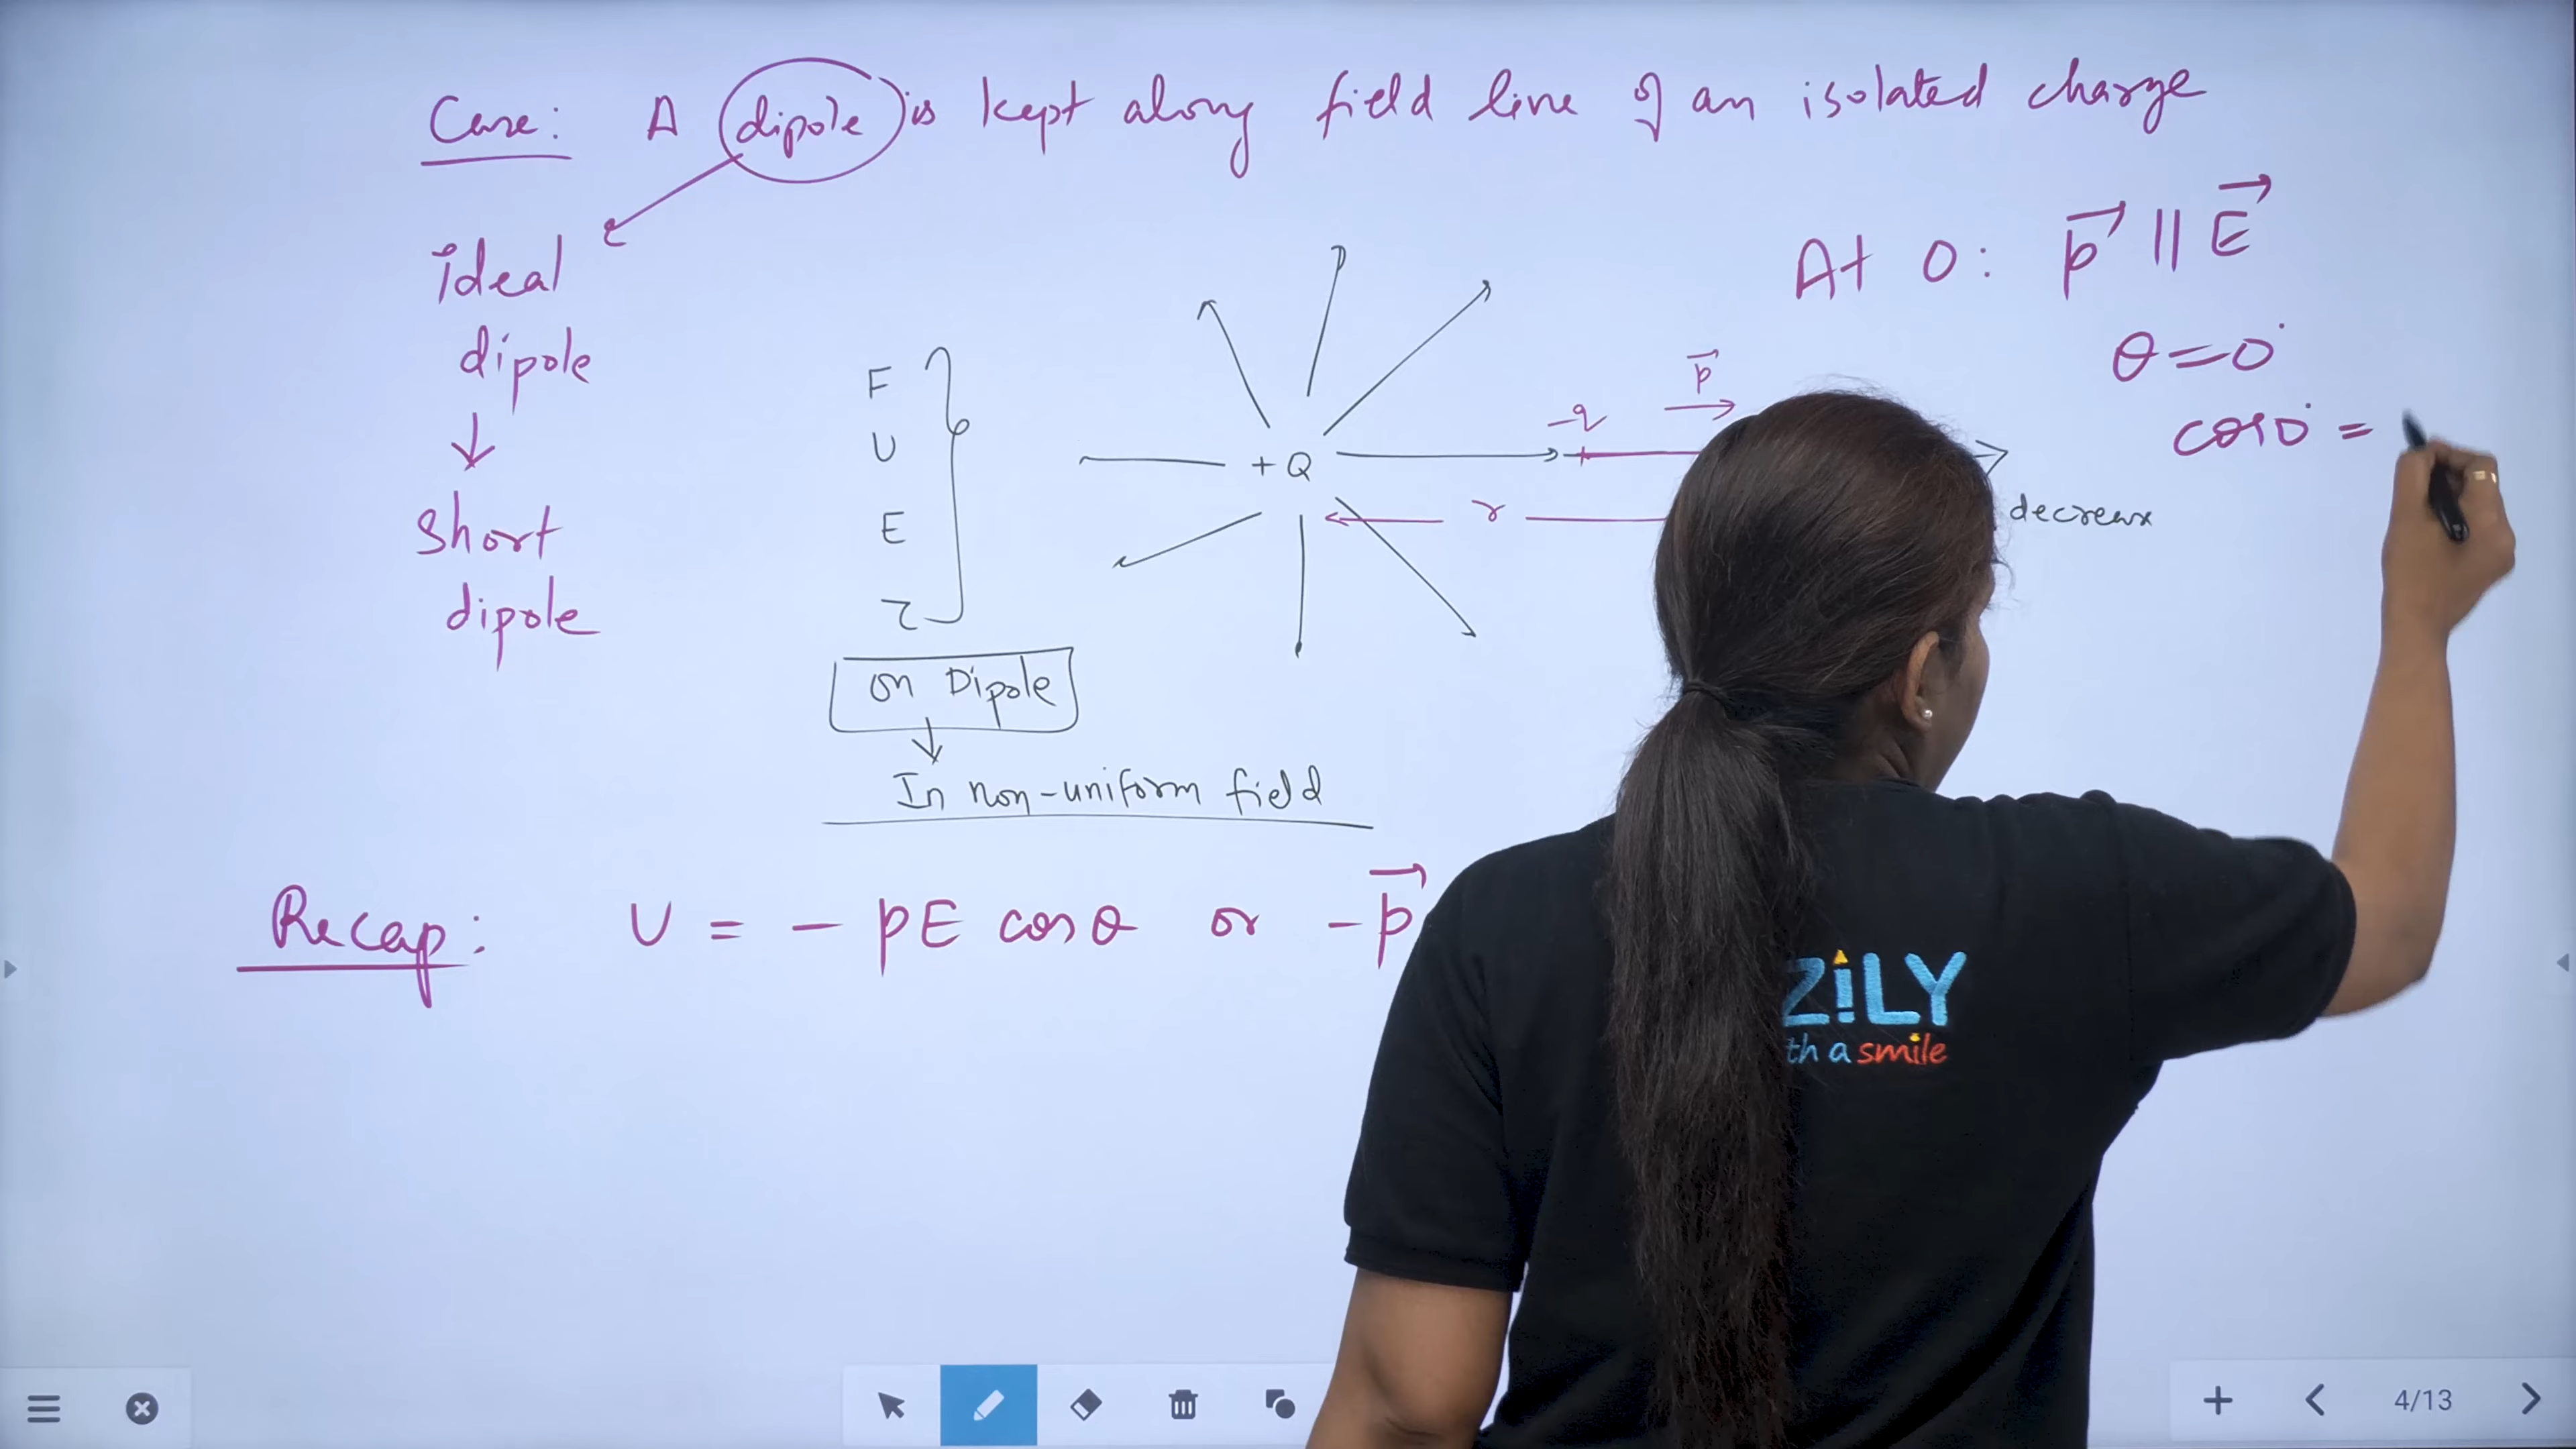 Case: A dipole is kept along field line of an isolated charge
ideal
dipole
↓
Short
dipole
F
U
E
τ
on Dipole
↓
In non-uniform field
+Q
-q
p⃗
r
decrease
At O: p⃗ || E⃗
θ=0°
cos0° =
Recap: U = - pE cosθ or -p⃗
ZiLY
th a smile
4/13